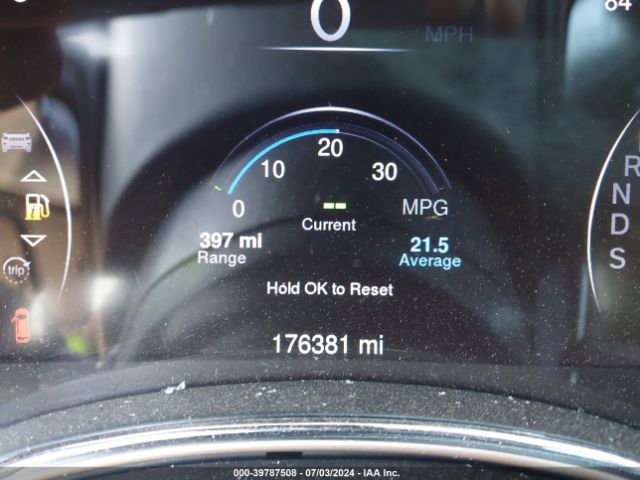 0 MPH
84
20
10 30
0 -- MPG
Current
397 mi 21.5
Range Average
Hold OK to Reset
176381 mi
trip
R
N
D
S
000-39787508 - 07/03/2024 - IAA Inc.